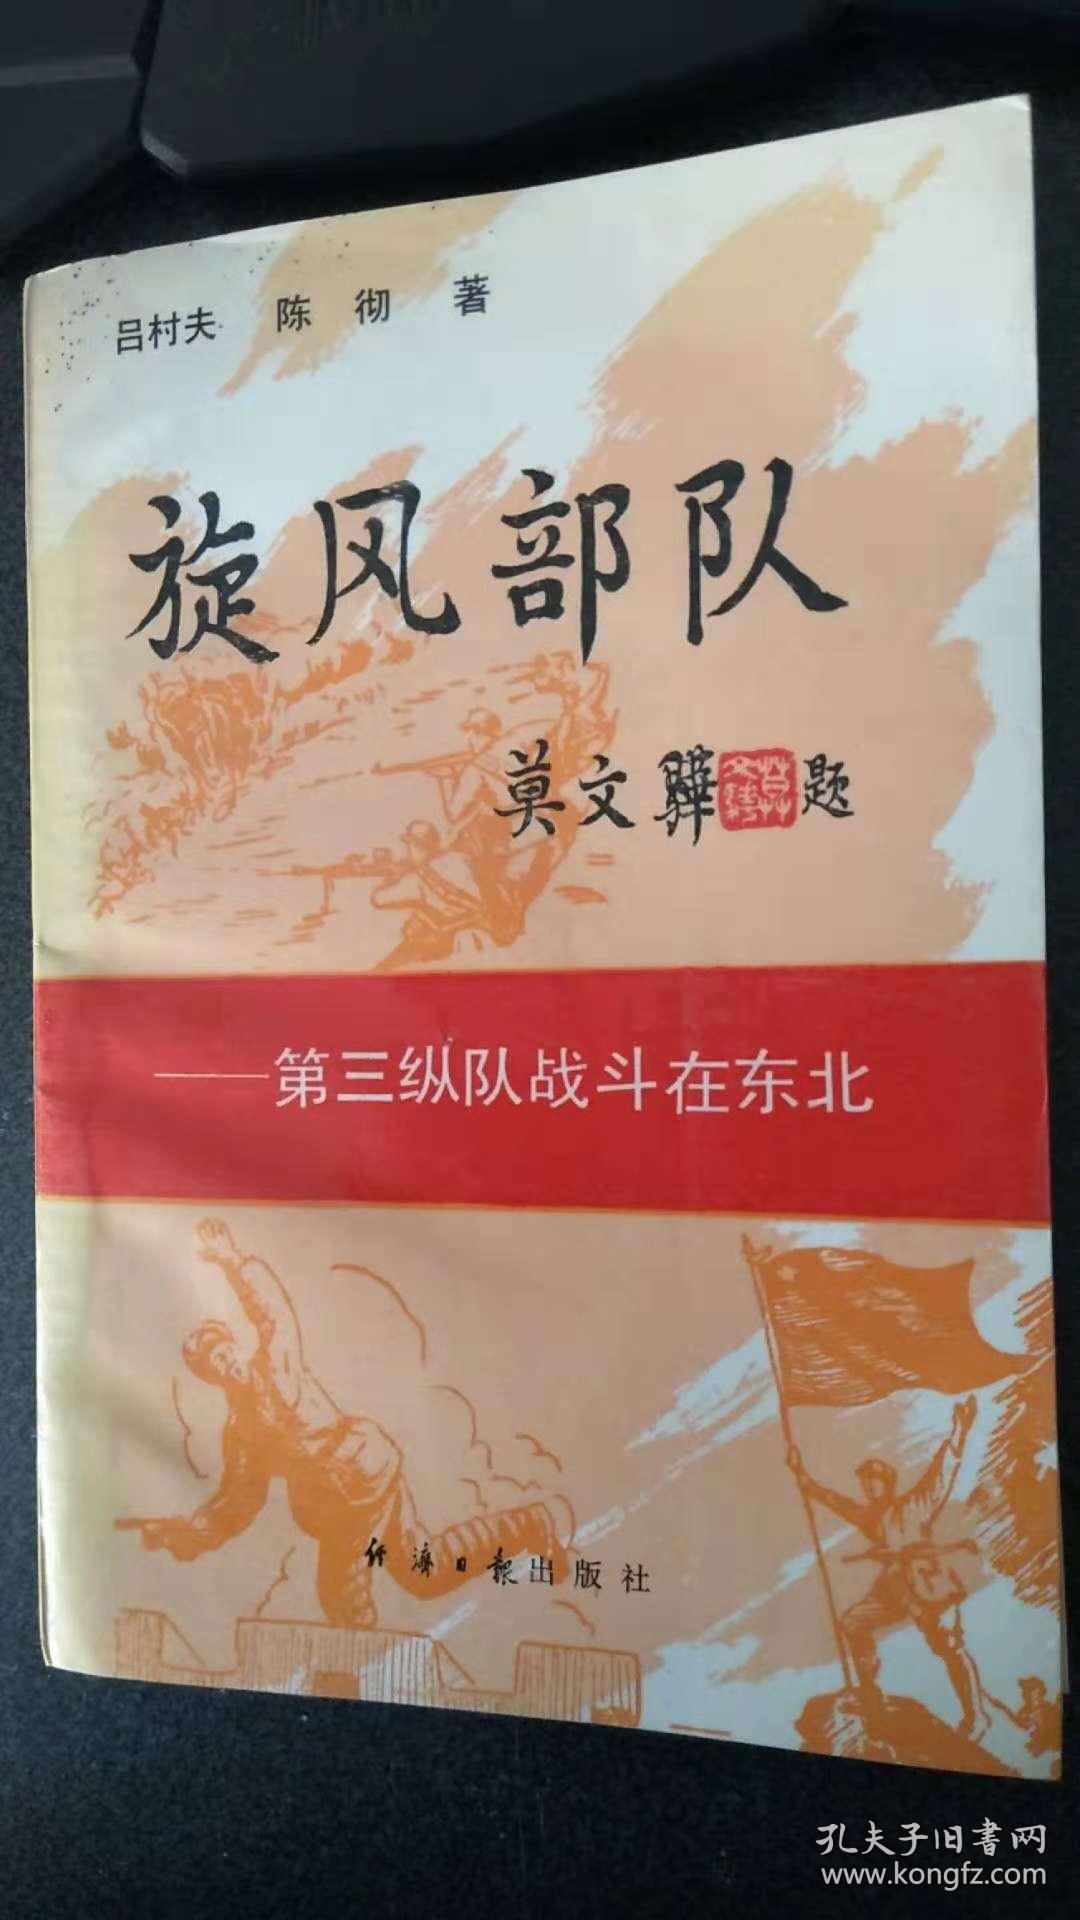 吕村夫 陈彻 著
旋风部队
莫文骅 题
——第三纵队战斗在东北
经济日报出版社
孔夫子旧书网
www.kongfz.com